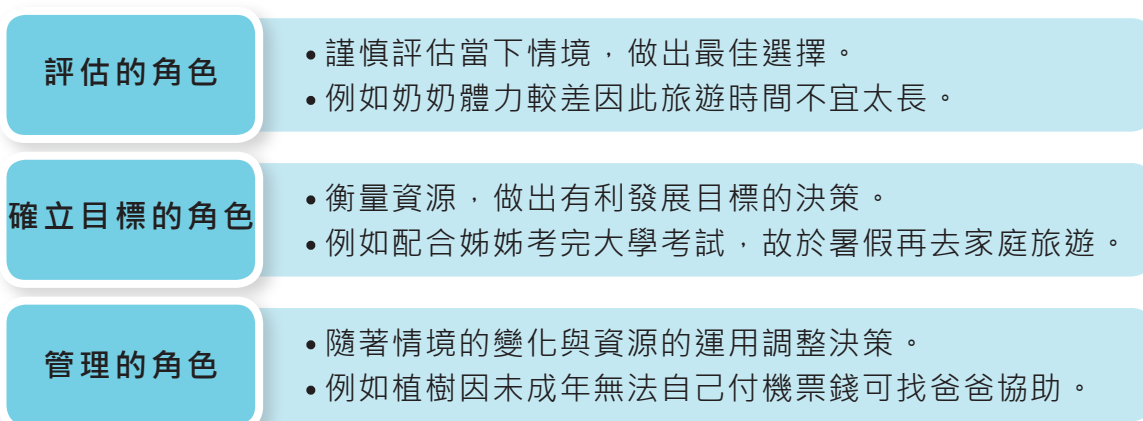 評估的角色
•謹慎評估當下情境，做出最佳選擇。
•例如奶奶體力較差因此旅遊時間不宜太長。
確立目標的角色
•衡量資源，做出有利發展目標的決策。
•例如配合姊姊考完大學考試，故於暑假再去家庭旅遊。
管理的角色
•隨著情境的變化與資源的運用調整決策。
•例如植樹因未成年無法自己付機票錢可找爸爸協助。